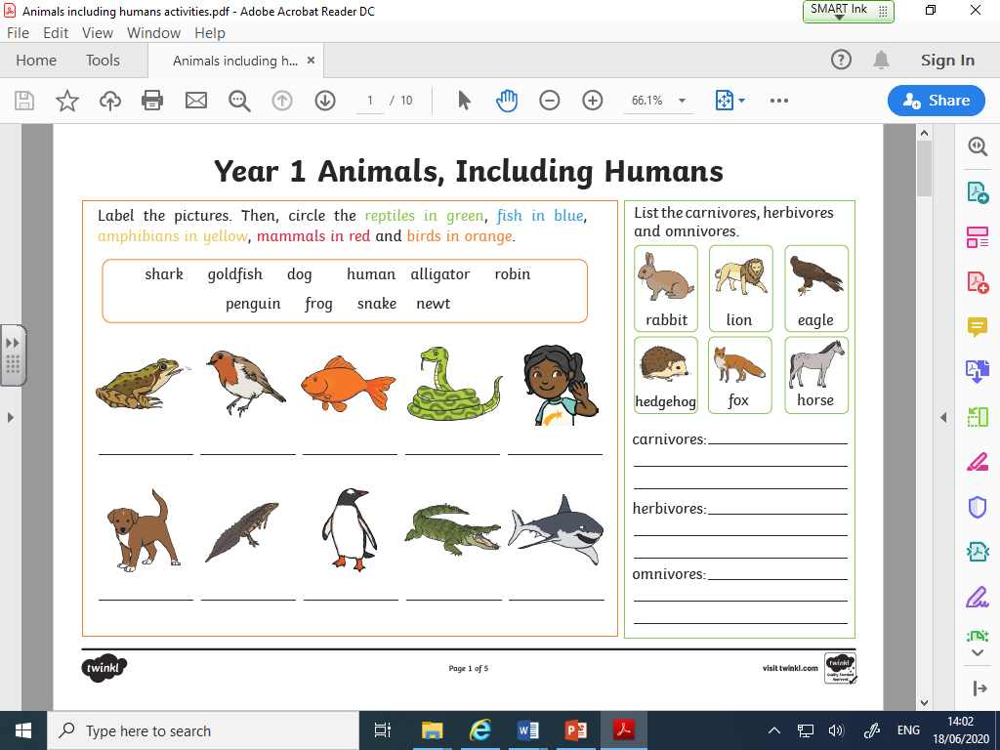 Animals including humans activities.pdf - Adobe Acrobat Reader DC
SMART Ink
File Edit View Window Help
Home Tools Animals including h... × Sign In
1 / 10 66.1% Share
Year 1 Animals, Including Humans
Label the pictures. Then, circle the reptiles in green, fish in blue,
amphibians in yellow, mammals in red and birds in orange.
shark goldfish dog human alligator robin
penguin frog snake newt
List the carnivores, herbivores
and omnivores.
rabbit lion eagle
hedgehog fox horse
carnivores:
herbivores:
omnivores:
twinkl
Page 1 of 5
visit twinkl.com
twinkl
Quality Standard
Approved
Type here to search
ENG
14:02
18/06/2020